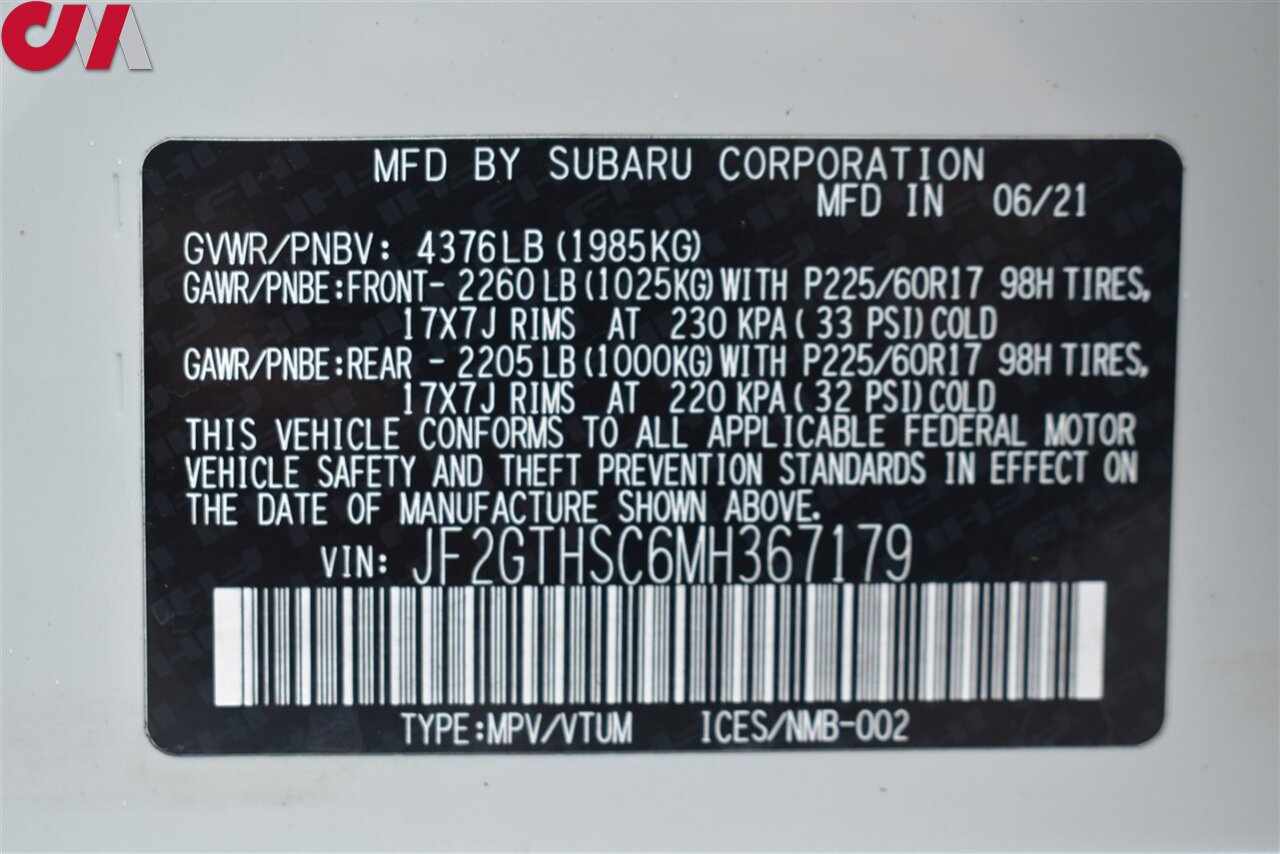 CM
MFD BY SUBARU CORPORATION
MFD IN 06/21
GVWR/PNBV: 4376LB (1985KG)
GAWR/PNBE:FRONT- 2260 LB (1025KG) WITH P225/60R17 98H TIRES,
17X7J RIMS AT 230 KPA ( 33 PSI) COLD
GAWR/PNBE:REAR - 2205 LB (1000KG) WITH P225/60R17 98H TIRES,
17X7J RIMS AT 220 KPA ( 32 PSI) COLD
THIS VEHICLE CONFORMS TO ALL APPLICABLE FEDERAL MOTOR
VEHICLE SAFETY AND THEFT PREVENTION STANDARDS IN EFFECT ON
THE DATE OF MANUFACTURE SHOWN ABOVE.
VIN: JF2GTHSC6MH367179
TYPE:MPV/VTUM ICES/NMB-002